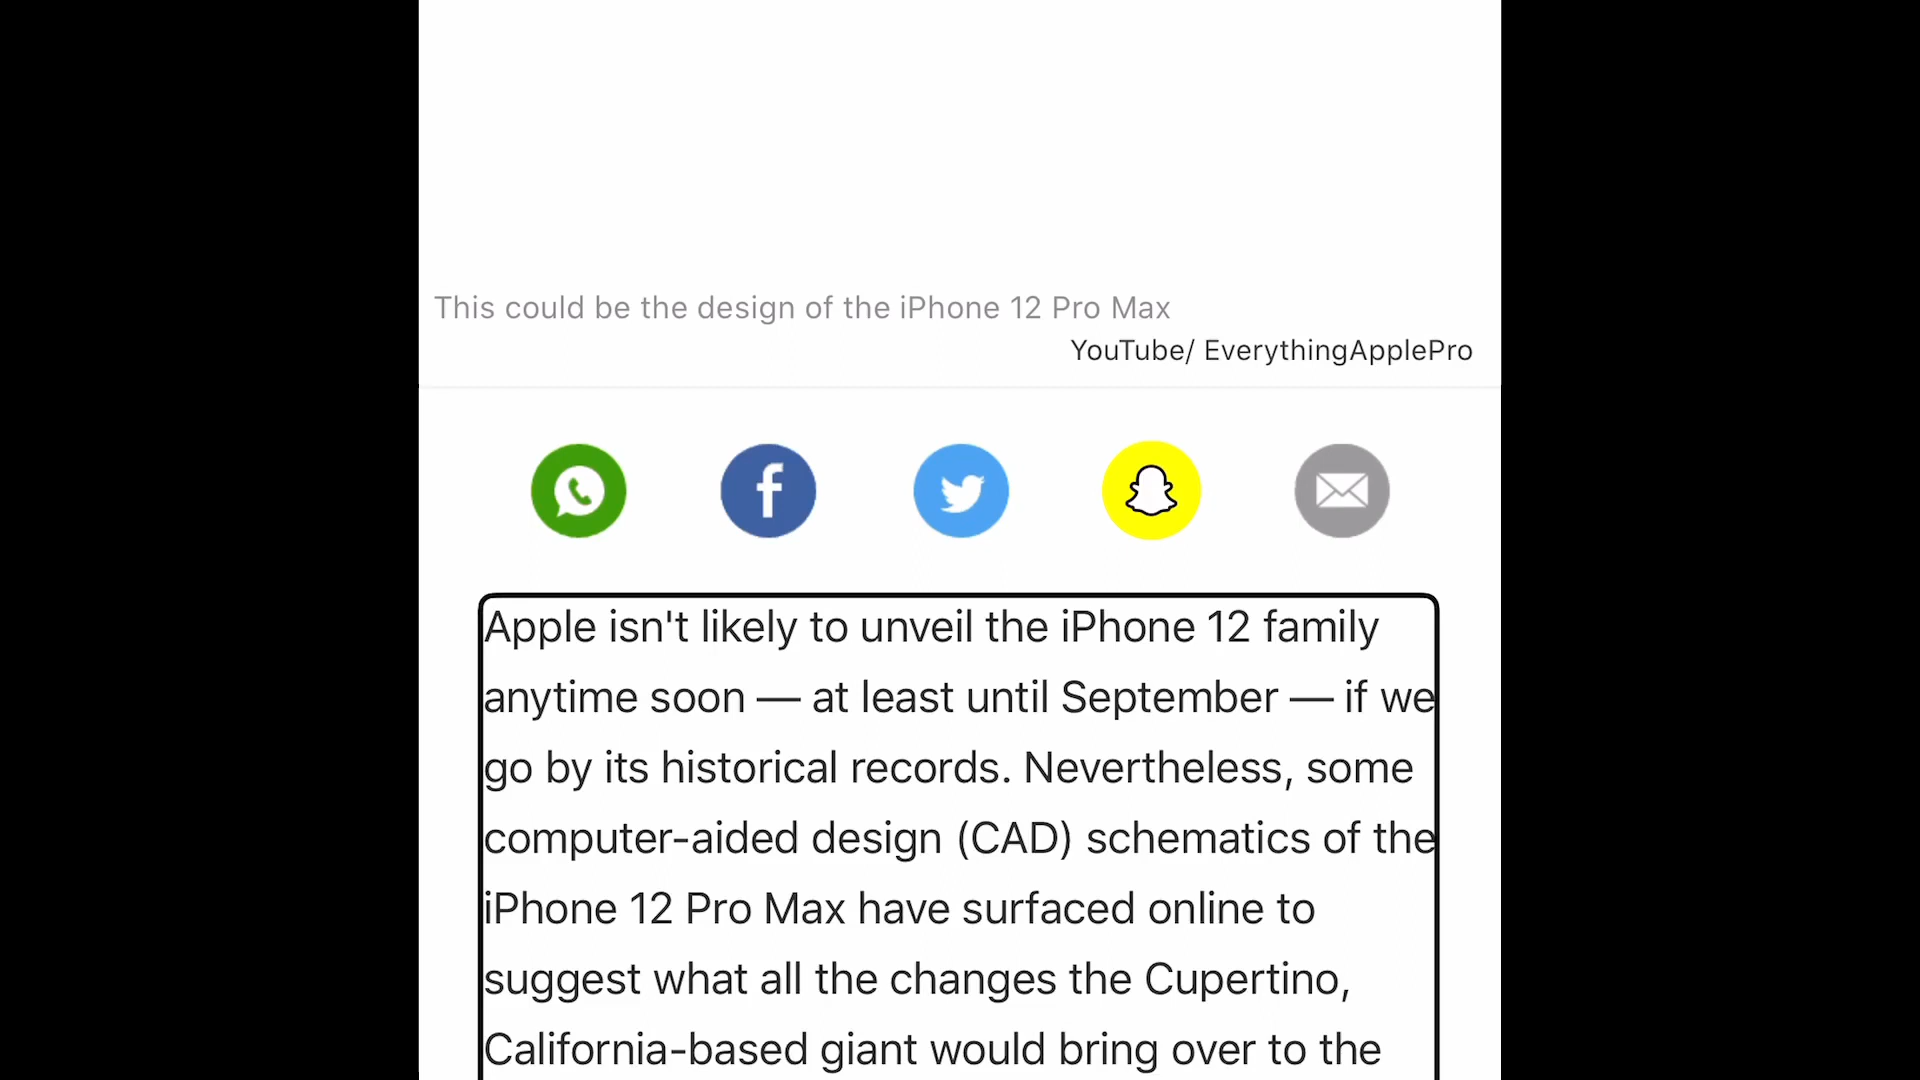 This could be the design of the iPhone 12 Pro Max
YouTube/ EverythingApplePro
Apple isn't likely to unveil the iPhone 12 family
anytime soon — at least until September — if we
go by its historical records. Nevertheless, some
computer-aided design (CAD) schematics of the
iPhone 12 Pro Max have surfaced online to
suggest what all the changes the Cupertino,
California-based giant would bring over to the